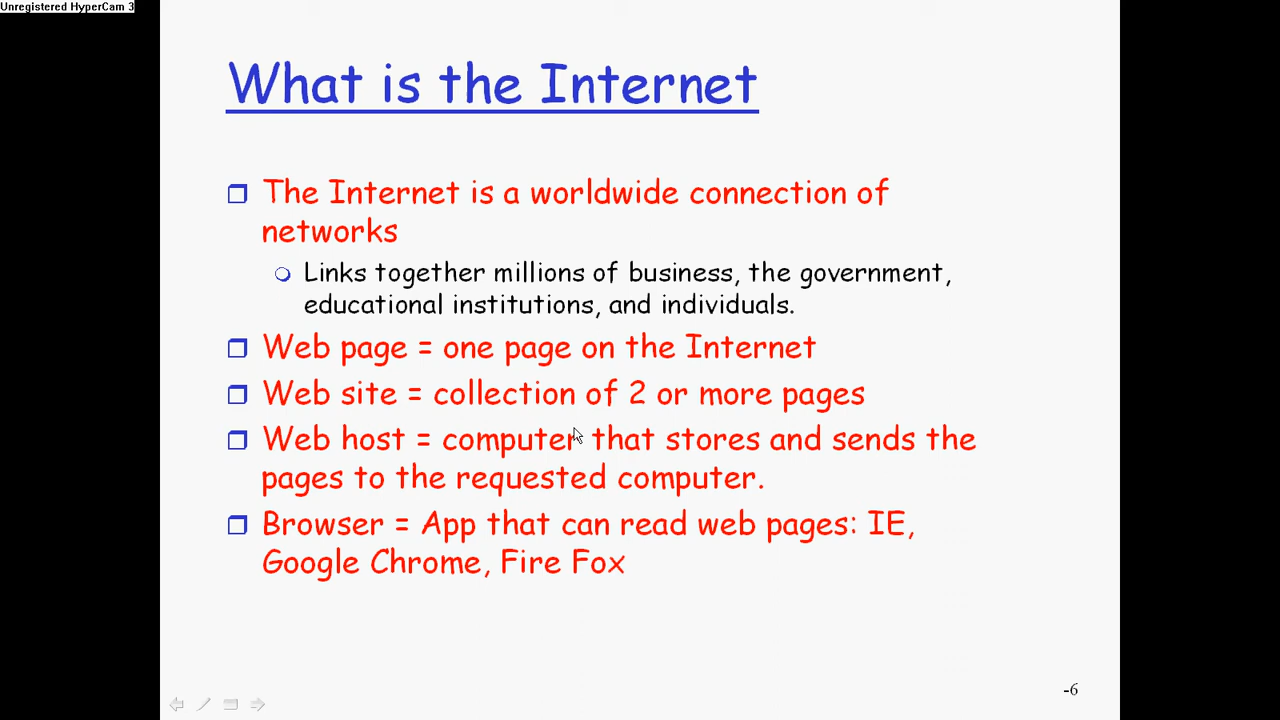 Unregistered HyperCam 3
What is the Internet
The Internet is a worldwide connection of
networks
Links together millions of business, the government,
educational institutions, and individuals.
Web page = one page on the Internet
Web site = collection of 2 or more pages
Web host = computer that stores and sends the
pages to the requested computer.
Browser = App that can read web pages: IE,
Google Chrome, Fire Fox
-6